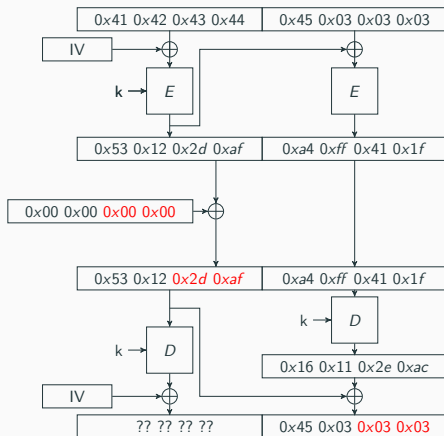 0x41 0x42 0x43 0x44 0x45 0x03 0x03 0x03
IV
k E E
0x53 0x12 0x2d 0xaf 0xa4 0xff 0x41 0x1f
0x00 0x00 0x00 0x00
0x53 0x12 0x2d 0xaf 0xa4 0xff 0x41 0x1f
k D
k D
0x16 0x11 0x2e 0xac
IV
?? ?? ?? ?? 0x45 0x03 0x03 0x03